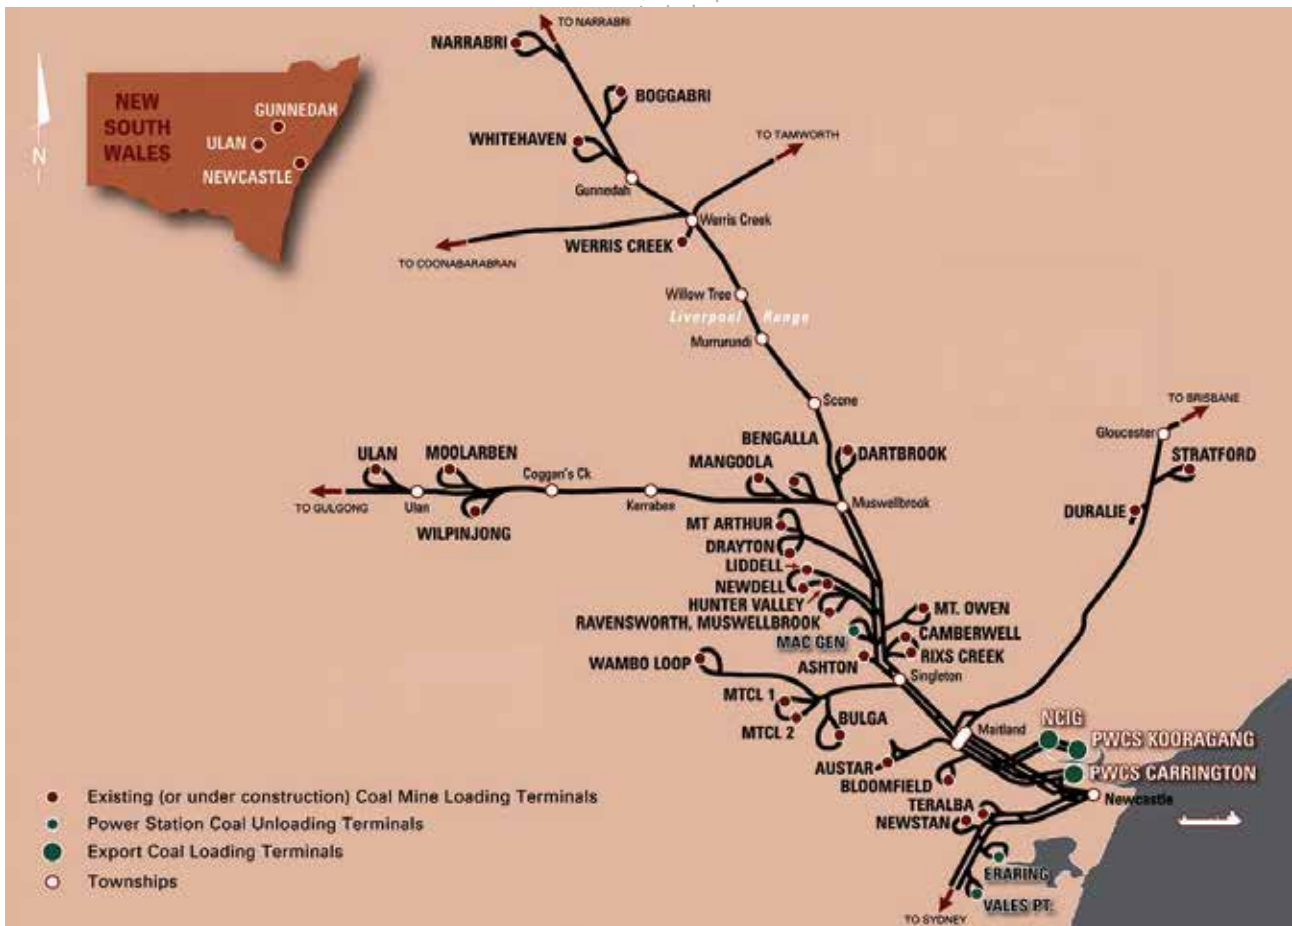 TO NARRABRI
NARRABRI
BOGGABRI
WHITEHAVEN
TO TAMWORTH
Gunnedah
Werris Creek
WERRIS CREEK
TO COONABARABRAN
NEW
SOUTH
WALES
GUNNEDAH
ULAN
NEWCASTLE
N
Willow Tree
Liverpool Range
Murrurundi
Scone
TO BRISBANE
Gloucester
STRATFORD
DURALIE
BENGALLA
DARTBROOK
MANGOOLA
ULAN
MOOLARBEN
Coggan's Ck
TO GULGONG
Ulan
Kerrabee
Muswellbrook
WILPINJONG
MT ARTHUR
DRAYTON
LIDDELL
NEWDELL
HUNTER VALLEY
RAVENSWORTH, MUSWELLBROOK
MT. OWEN
CAMBERWELL
MAC GEN
RIXS CREEK
ASHTON
Singleton
WAMBO LOOP
MTCL 1
MTCL 2
BULGA
Maitland
NCIG
PWCS KOORAGANG
AUSTAR
PWCS CARRINGTON
BLOOMFIELD
Newcastle
TERALBA
NEWSTAN
ERARING
VALES PT.
TO SYDNEY
Existing (or under construction) Coal Mine Loading Terminals
Power Station Coal Unloading Terminals
Export Coal Loading Terminals
Townships